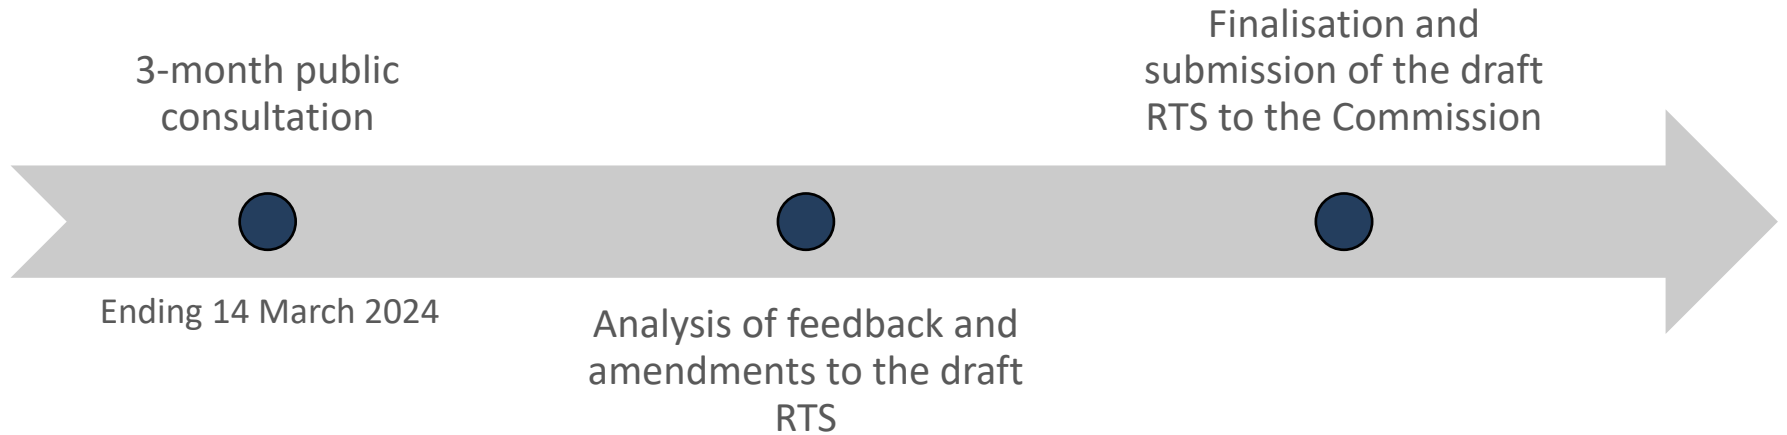 3-month public
consultation
Ending 14 March 2024
Analysis of feedback and
amendments to the draft
RTS
Finalisation and
submission of the draft
RTS to the Commission